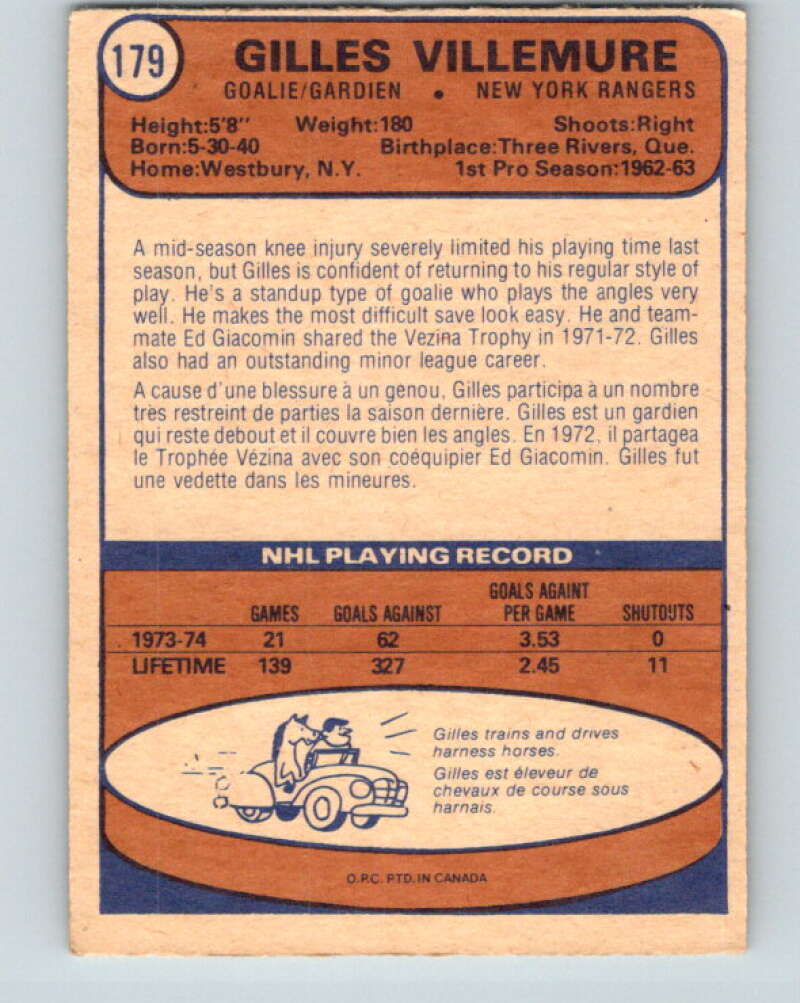 179
GILLES VILLEMURE
GOALIE/GARDIEN • NEW YORK RANGERS
Height:5'8" Weight:180 Shoots:Right
Born:5-30-40 Birthplace:Three Rivers, Que.
Home:Westbury, N.Y. 1st Pro Season:1962-63
A mid-season knee injury severely limited his playing time last
season, but Gilles is confident of returning to his regular style of
play. He's a standup type of goalie who plays the angles very
well. He makes the most difficult save look easy. He and team-
mate Ed Giacomin shared the Vezina Trophy in 1971-72. Gilles
also had an outstanding minor league career.
A cause d'une blessure à un genou, Gilles participa à un nombre
très restreint de parties la saison dernière. Gilles est un gardien
qui reste debout et il couvre bien les angles. En 1972, il partagea
le Trophée Vézina avec son coéquipier Ed Giacomin. Gilles fut
une vedette dans les mineures.
NHL PLAYING RECORD
GAMES GOALS AGAINST GOALS AGAINT PER GAME SHUTOUTS
1973-74 21 62 3.53 0
LIFETIME 139 327 2.45 11
Gilles trains and drives
harness horses.
Gilles est éleveur de
chevaux de course sous
harnais.
O.P.C. PTD. IN CANADA